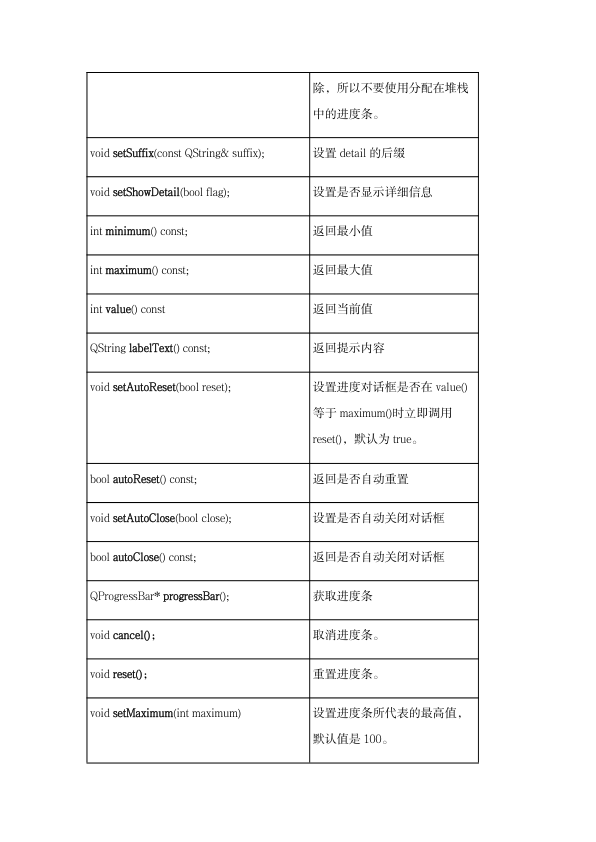 除，所以不要使用分配在堆栈
中的进度条。
void setSuffix(const QString& suffix);
设置 detail 的后缀
void setShowDetail(bool flag);
设置是否显示详细信息
int minimum() const;
返回最小值
int maximum() const;
返回最大值
int value() const
返回当前值
QString labelText() const;
返回提示内容
void setAutoReset(bool reset);
设置进度对话框是否在 value()
等于 maximum()时立即调用
reset()，默认为 true。
bool autoReset() const;
返回是否自动重置
void setAutoClose(bool close);
设置是否自动关闭对话框
bool autoClose() const;
返回是否自动关闭对话框
QProgressBar* progressBar();
获取进度条
void cancel()；
取消进度条。
void reset()；
重置进度条。
void setMaximum(int maximum)
设置进度条所代表的最高值，
默认值是 100。